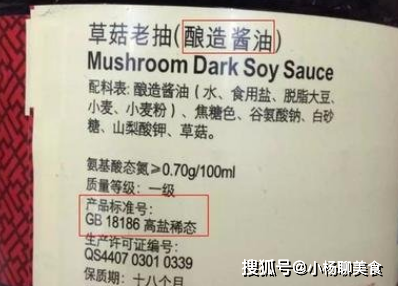 草菇老抽(酿造酱油)
Mushroom Dark Soy Sauce
配料表: 酿造酱油（水、食用盐、脱脂大豆、
小麦、小麦粉）、焦糖色、谷氨酸钠、白砂
糖、山梨酸钾、草菇。
氨基酸态氮≥0.70g/100ml
质量等级: 一级
产品标准号:
GB 18186 高盐稀态
生产许可证编号:
QS4407 0301 0339
保质期: 十八个月
搜狐号@小杨聊美食